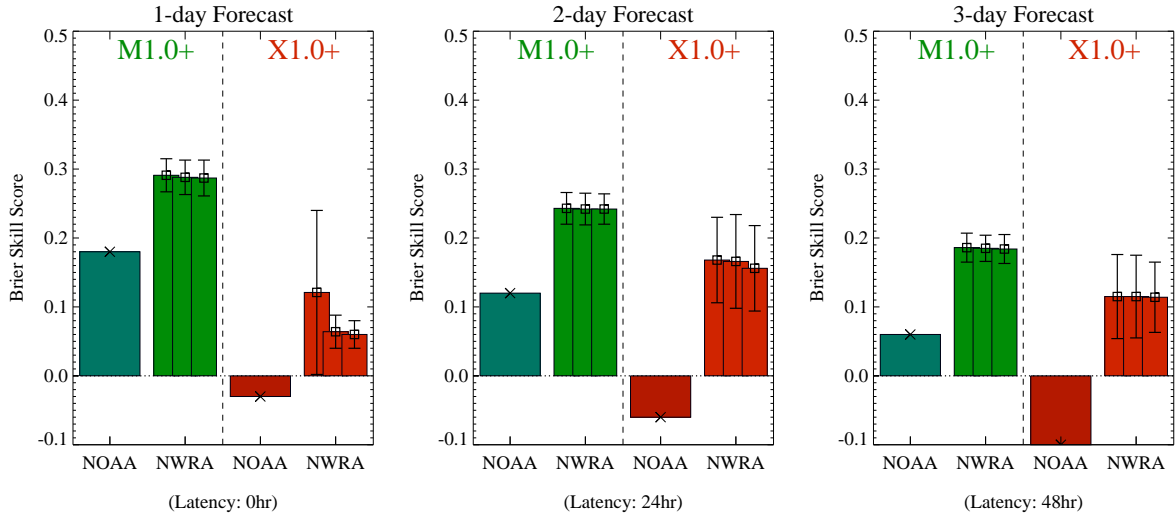 1-day Forecast
M1.0+ X1.0+
0.5
0.4
0.3
0.2
0.1
0.0
-0.1
Brier Skill Score
NOAA NWRA NOAA NWRA
(Latency: 0hr)
2-day Forecast
M1.0+ X1.0+
0.5
0.4
0.3
0.2
0.1
0.0
-0.1
Brier Skill Score
NOAA NWRA NOAA NWRA
(Latency: 24hr)
3-day Forecast
M1.0+ X1.0+
0.5
0.4
0.3
0.2
0.1
0.0
-0.1
Brier Skill Score
NOAA NWRA NOAA NWRA
(Latency: 48hr)